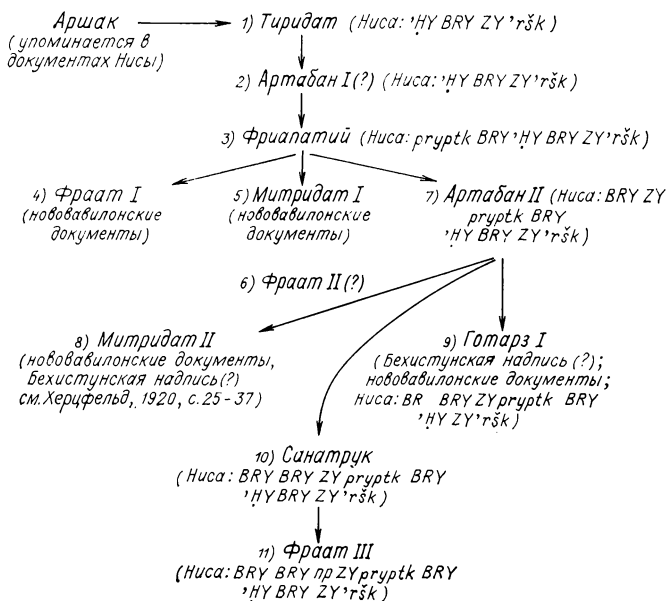 Аршак
(упоминается в
документах Нисы)
1) Тиридат (Ниса: 'ḤY BRY ZY 'ršk)
2) Артабан I (?) (Ниса: 'ḤY BRY ZY 'ršk)
3) Фриапатий (Ниса: pryptk BRY 'ḤY BRY ZY 'ršk)
4) Фраат I
(нововавилонские
документы)
5) Митридат I
(нововавилонские
документы)
7) Артабан II (Ниса: BRY ZY
pryptk BRY
'ḤY BRY ZY 'ršk)
6) Фраат II (?)
8) Митридат II
(нововавилонские документы,
Бехистунская надпись (?)
см. Херцфельд, 1920, с. 25-37)
9) Готарз I
(Бехистунская надпись (?);
нововавилонские документы;
Ниса: BR BRY ZY pryptk BRY
'ḤY ZY 'ršk)
10) Санатрук
(Ниса: BRY BRY ZY pryptk BRY
'ḤY BRY ZY 'ršk)
11) Фраат III
(Ниса: BRY BRY пр ZY pryptk BRY
'ḤY BRY ZY 'ršk)